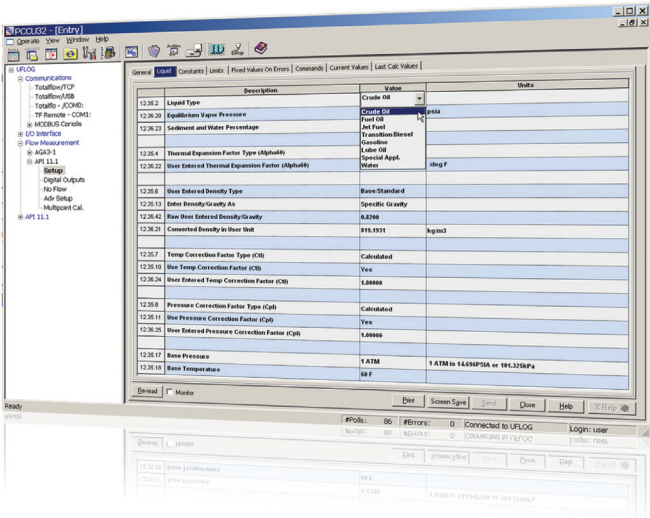 PCCU32 - [Entry]
Operate View Window Help
UFLOG
Communications
Totalflow/TCP
Totalflow/USB
Totalflo - /COM0:
TF Remote - COM1:
MODBUS Coriolis
I/O Interface
Flow Measurement
AGA3-1
API 11.1
Setup
Digital Outputs
No Flow
Adv Setup
Multipoint Cal.
API 11.1
General Liquid Constants Limits Fixed Values On Errors Commands Current Values Last Calc Values
Description Value Units
12.35.2 Liquid Type Crude Oil
12.36.20 Equilibrium Vapor Pressure psia
12.36.23 Sediment and Water Percentage
Crude Oil
Fuel Oil
Jet Fuel
Transition Diesel
Gasoline
Lube Oil
Special Appl.
Water
12.35.4 Thermal Expansion Factor Type (Alpha60)
12.36.22 User Entered Thermal Expansion Factor (Alpha60) /deg F
12.35.6 User Entered Density Type Base/Standard
12.35.13 Enter Density/Gravity As Specific Gravity
12.36.42 Raw User Entered Density/Gravity 0.8200
12.36.21 Converted Density in User Unit 819.1931 kg/m3
12.35.7 Temp Correction Factor Type (Ctl) Calculated
12.35.10 Use Temp Correction Factor (Ctl) Yes
12.36.24 User Entered Temp Correction Factor (Ctl) 1.00000
12.35.8 Pressure Correction Factor Type (Cpl) Calculated
12.35.11 Use Pressure Correction Factor (Cpl) Yes
12.36.25 User Entered Pressure Correction Factor (Cpl) 1.00000
12.35.17 Base Pressure 1 ATM 1 ATM is 14.696PSIA or 101.325kPa
12.35.18 Base Temperature 60 F
Re-read Monitor Print Screen Save Send Close Help X Help
Ready #Polls: 86 #Errors: 0 Connected to UFLOG Login: user